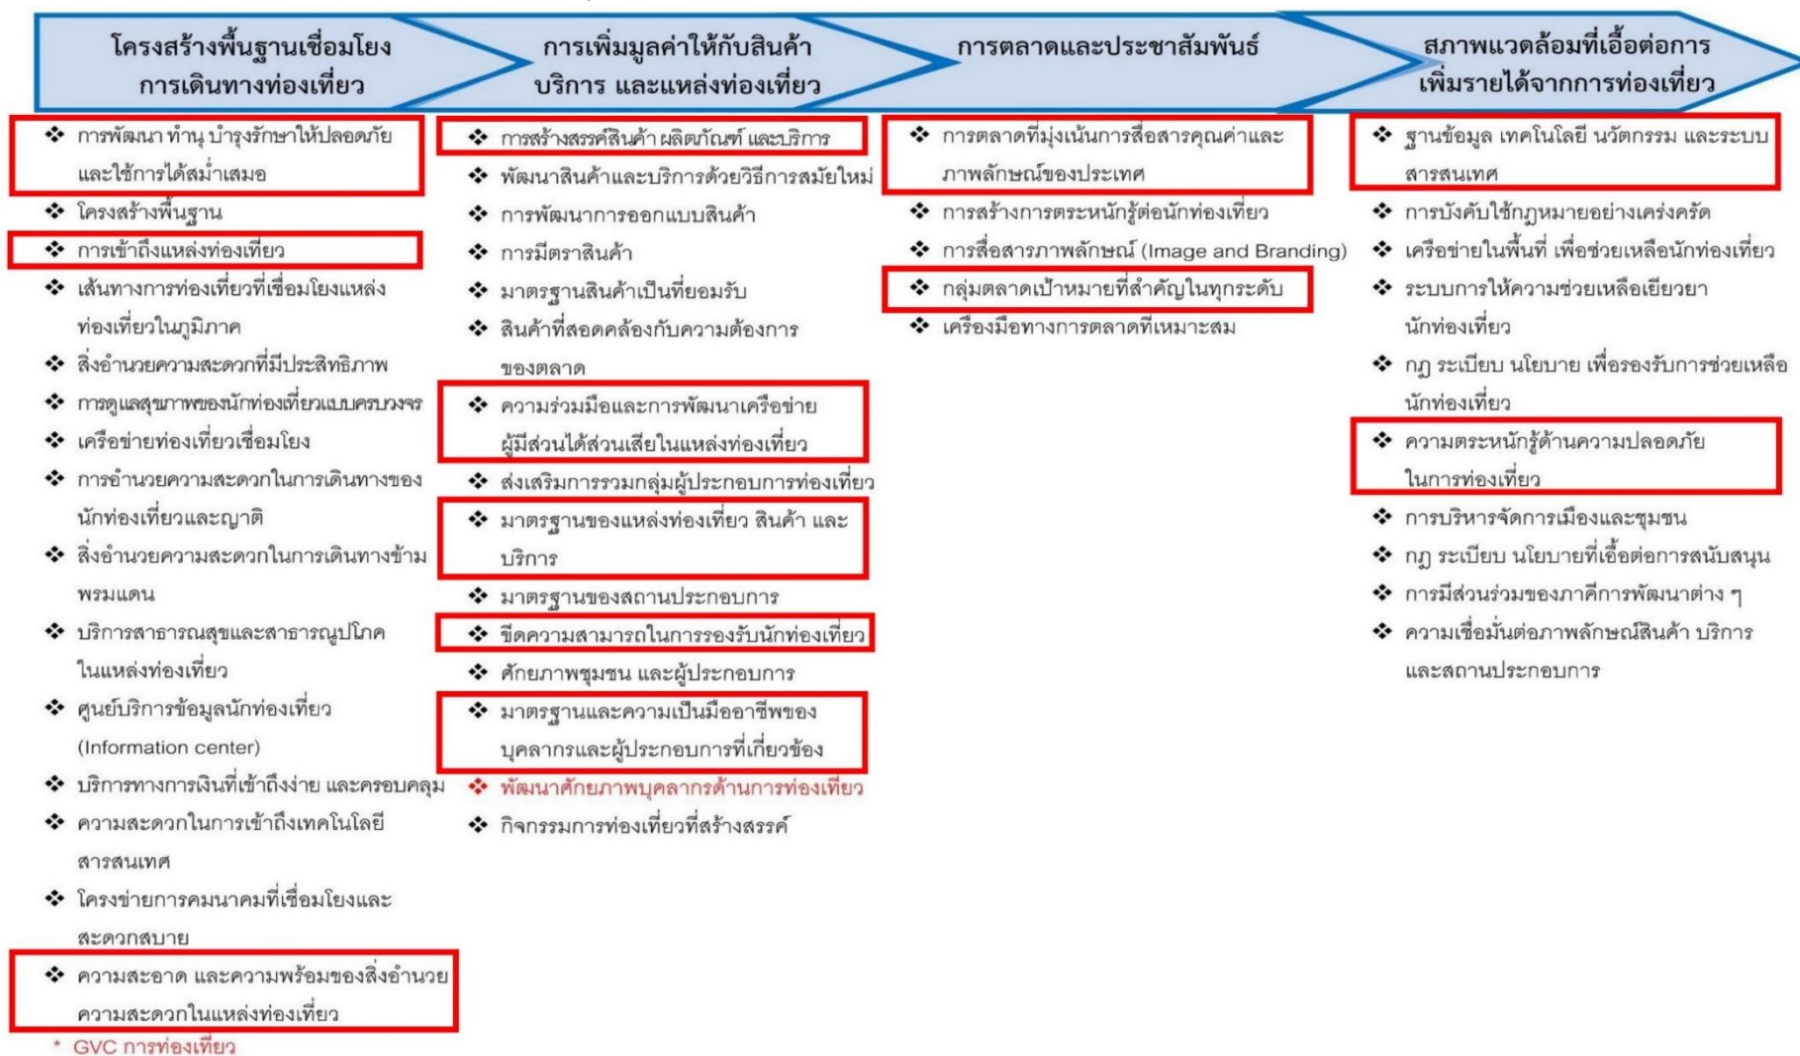 โครงสร้างพื้นฐานเชื่อมโยง
การเดินทางท่องเที่ยว
❖ การพัฒนา ทำนุ บำรุงรักษาให้ปลอดภัย
และใช้การได้สม่ำเสมอ
❖ โครงสร้างพื้นฐาน
❖ การเข้าถึงแหล่งท่องเที่ยว
❖ เส้นทางการท่องเที่ยวที่เชื่อมโยงแหล่ง
ท่องเที่ยวในภูมิภาค
❖ สิ่งอำนวยความสะดวกที่มีประสิทธิภาพ
❖ การดูแลสุขภาพของนักท่องเที่ยวแบบครบวงจร
❖ เครือข่ายท่องเที่ยวเชื่อมโยง
❖ การอำนวยความสะดวกในการเดินทางของ
นักท่องเที่ยวและญาติ
❖ สิ่งอำนวยความสะดวกในการเดินทางข้าม
พรมแดน
❖ บริการสาธารณสุขและสาธารณูปโภค
ในแหล่งท่องเที่ยว
❖ ศูนย์บริการข้อมูลนักท่องเที่ยว
(Information center)
❖ บริการทางการเงินที่เข้าถึงง่าย และครอบคลุม
❖ ความสะดวกในการเข้าถึงเทคโนโลยี
สารสนเทศ
❖ โครงข่ายการคมนาคมที่เชื่อมโยงและ
สะดวกสบาย
❖ ความสะอาด และความพร้อมของสิ่งอำนวย
ความสะดวกในแหล่งท่องเที่ยว
* GVC การท่องเที่ยว
การเพิ่มมูลค่าให้กับสินค้า
บริการ และแหล่งท่องเที่ยว
❖ การสร้างสรรค์สินค้า ผลิตภัณฑ์ และบริการ
❖ พัฒนาสินค้าและบริการด้วยวิธีการสมัยใหม่
❖ การพัฒนาการออกแบบสินค้า
❖ การมีตราสินค้า
❖ มาตรฐานสินค้าเป็นที่ยอมรับ
❖ สินค้าที่สอดคล้องกับความต้องการ
ของตลาด
❖ ความร่วมมือและการพัฒนาเครือข่าย
ผู้มีส่วนได้ส่วนเสียในแหล่งท่องเที่ยว
❖ ส่งเสริมการรวมกลุ่มผู้ประกอบการท่องเที่ยว
❖ มาตรฐานของแหล่งท่องเที่ยว สินค้า และ
บริการ
❖ มาตรฐานของสถานประกอบการ
❖ ขีดความสามารถในการรองรับนักท่องเที่ยว
❖ ศักยภาพชุมชน และผู้ประกอบการ
❖ มาตรฐานและความเป็นมืออาชีพของ
บุคลากรและผู้ประกอบการที่เกี่ยวข้อง
❖ พัฒนาศักยภาพบุคลากรด้านการท่องเที่ยว
❖ กิจกรรมการท่องเที่ยวที่สร้างสรรค์
การตลาดและประชาสัมพันธ์
❖ การตลาดที่มุ่งเน้นการสื่อสารคุณค่าและ
ภาพลักษณ์ของประเทศ
❖ การสร้างการตระหนักรู้ต่อนักท่องเที่ยว
❖ การสื่อสารภาพลักษณ์ (Image and Branding)
❖ กลุ่มตลาดเป้าหมายที่สำคัญในทุกระดับ
❖ เครื่องมือทางการตลาดที่เหมาะสม
สภาพแวดล้อมที่เอื้อต่อการ
เพิ่มรายได้จากการท่องเที่ยว
❖ ฐานข้อมูล เทคโนโลยี นวัตกรรม และระบบ
สารสนเทศ
❖ การบังคับใช้กฎหมายอย่างเคร่งครัด
❖ เครือข่ายในพื้นที่ เพื่อช่วยเหลือนักท่องเที่ยว
❖ ระบบการให้ความช่วยเหลือเยียวยา
นักท่องเที่ยว
❖ กฎ ระเบียบ นโยบาย เพื่อรองรับการช่วยเหลือ
นักท่องเที่ยว
❖ ความตระหนักรู้ด้านความปลอดภัย
ในการท่องเที่ยว
❖ การบริหารจัดการเมืองและชุมชน
❖ กฎ ระเบียบ นโยบายที่เอื้อต่อการสนับสนุน
❖ การมีส่วนร่วมของภาคีการพัฒนาต่าง ๆ
❖ ความเชื่อมั่นต่อภาพลักษณ์สินค้า บริการ
และสถานประกอบการ